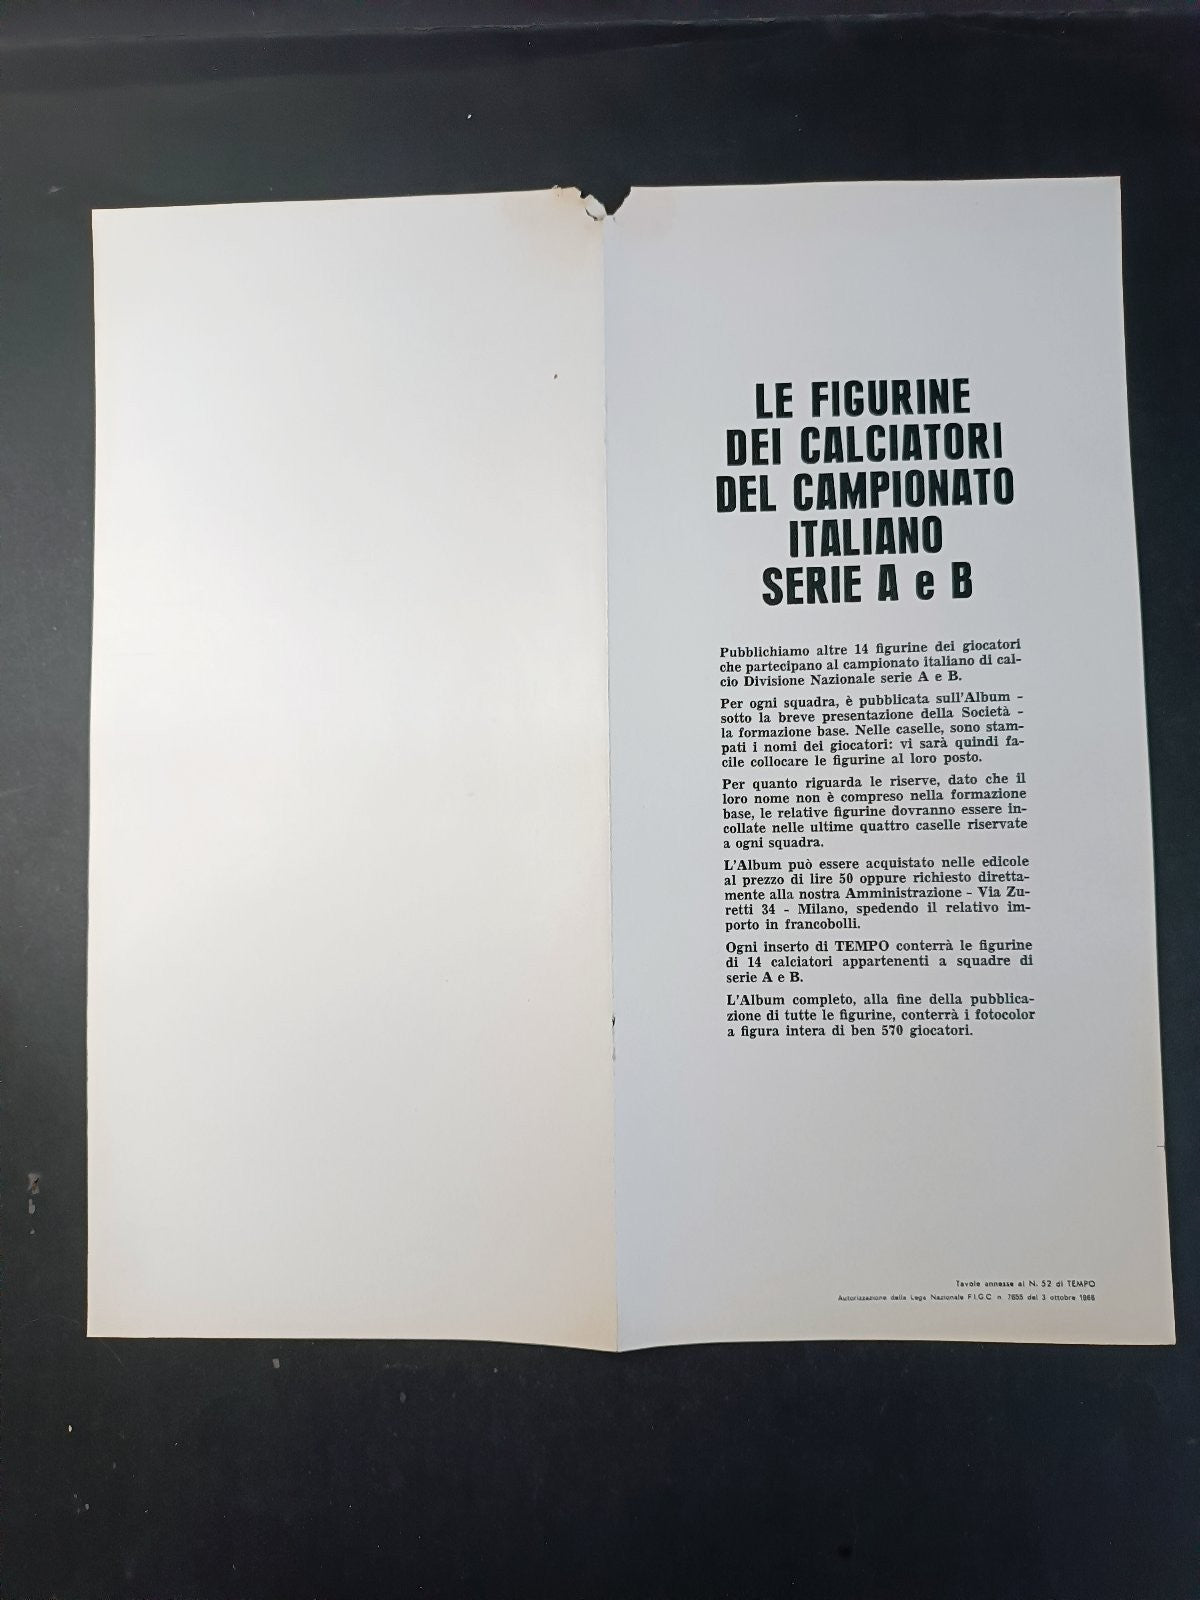 LE FIGURINE
DEI CALCIATORI
DEL CAMPIONATO
ITALIANO
SERIE A e B
Pubblichiamo altre 14 figurine dei giocatori
che partecipano al campionato italiano di cal-
cio Divisione Nazionale serie A e B.
Per ogni squadra, è pubblicata sull'Album -
sotto la breve presentazione della Società -
la formazione base. Nelle caselle, sono stam-
pati i nomi dei giocatori: vi sarà quindi fa-
cile collocare le figurine al loro posto.
Per quanto riguarda le riserve, dato che il
loro nome non è compreso nella formazione
base, le relative figurine dovranno essere in-
collate nelle ultime quattro caselle riservate
a ogni squadra.
L'Album può essere acquistato nelle edicole
al prezzo di lire 50 oppure richiesto diretta-
mente alla nostra Amministrazione - Via Zu-
retti 34 - Milano, spedendo il relativo im-
porto in francobolli.
Ogni inserto di TEMPO conterrà le figurine
di 14 calciatori appartenenti a squadre di
serie A e B.
L'Album completo, alla fine della pubblica-
zione di tutte le figurine, conterrà i fotocolor
a figura intera di ben 570 giocatori.
Tavole annesse al N. 52 di TEMPO
Autorizzazione della Lega Nazionale F.I.G.C n. 7655 del 3 ottobre 1966